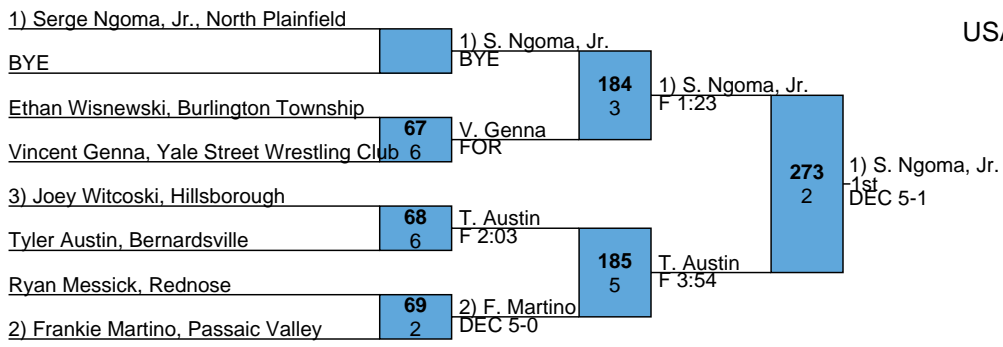 1) Serge Ngoma, Jr., North Plainfield
USA
1) S. Ngoma, Jr.
BYE
BYE
184
3
1) S. Ngoma, Jr.
F 1:23
Ethan Wisnewski, Burlington Township
67
6
V. Genna
FOR
Vincent Genna, Yale Street Wrestling Club
273
2
1) S. Ngoma, Jr.
1st
DEC 5-1
3) Joey Witcoski, Hillsborough
68
6
T. Austin
F 2:03
Tyler Austin, Bernardsville
185
5
T. Austin
F 3:54
Ryan Messick, Rednose
69
2
2) F. Martino
DEC 5-0
2) Frankie Martino, Passaic Valley